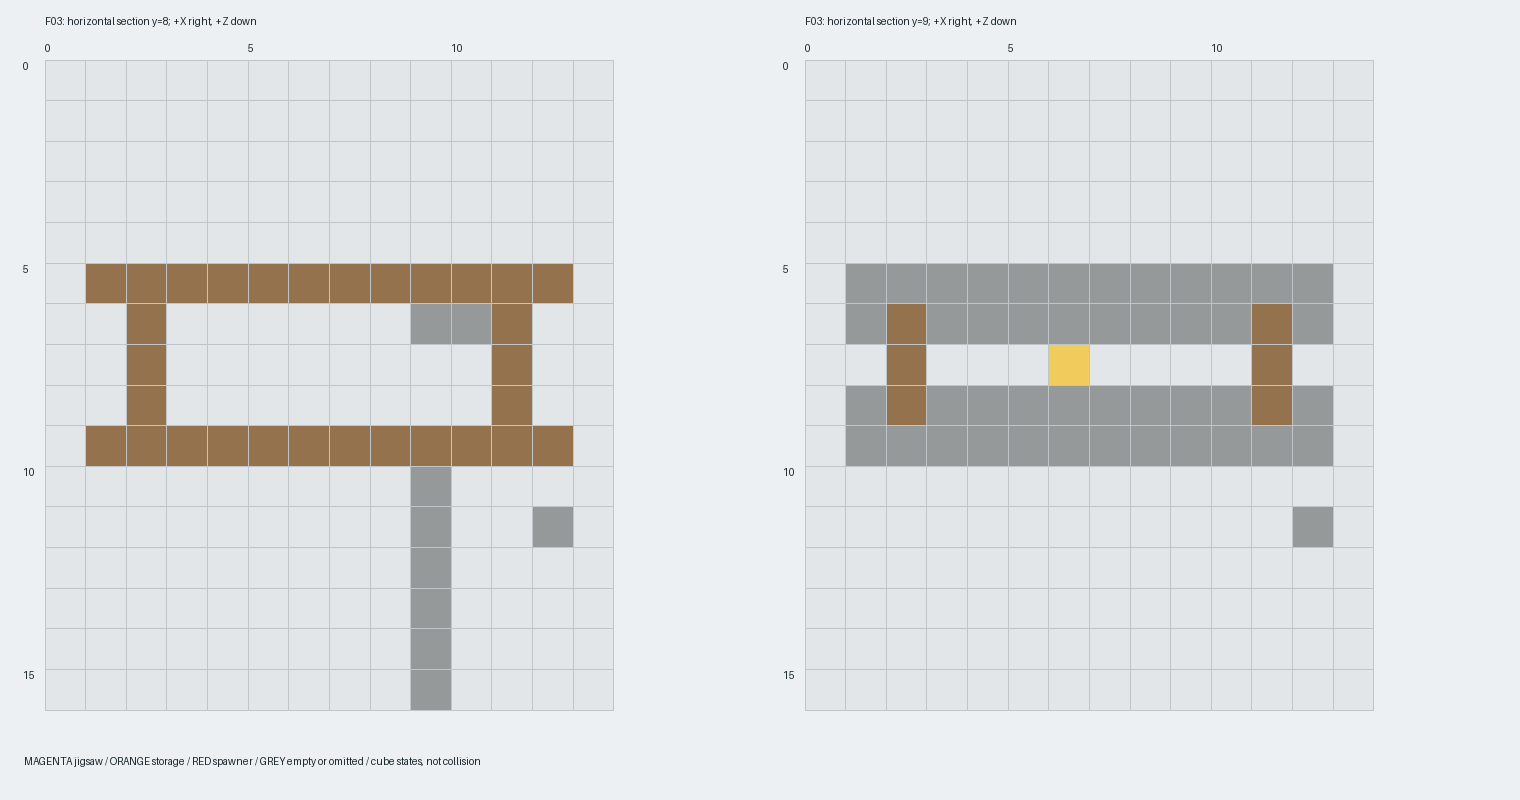 F03: horizontal section y=8; +X right, +Z down
0 5 10
0
5
10
15
F03: horizontal section y=9; +X right, +Z down
0 5 10
0
5
10
15
MAGENTA jigsaw / ORANGE storage / RED spawner / GREY empty or omitted / cube states, not collision